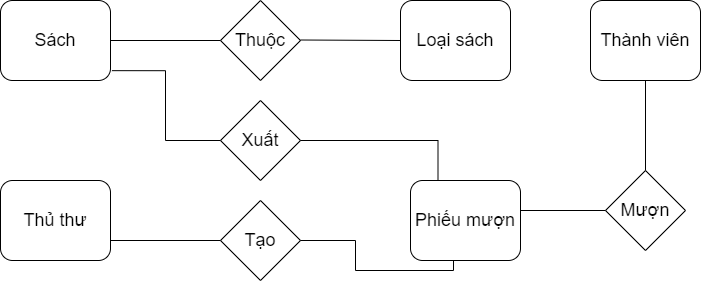 Sách
Thuộc
Loại sách
Thành viên
Xuất
Thủ thư
Tạo
Phiếu mượn
Mượn